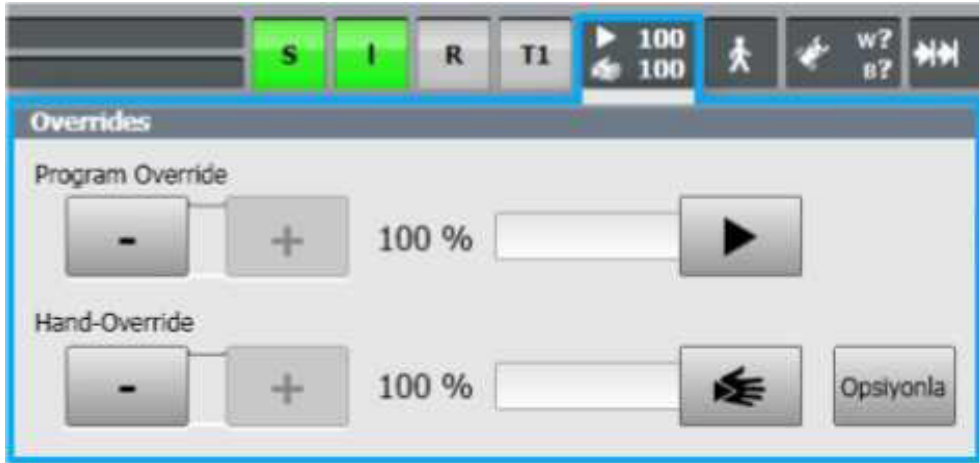 S I R T1 100 W?
100 B?
Overrides
Program Override
- + 100 %
Hand-Override
- + 100 % Opsiyonla